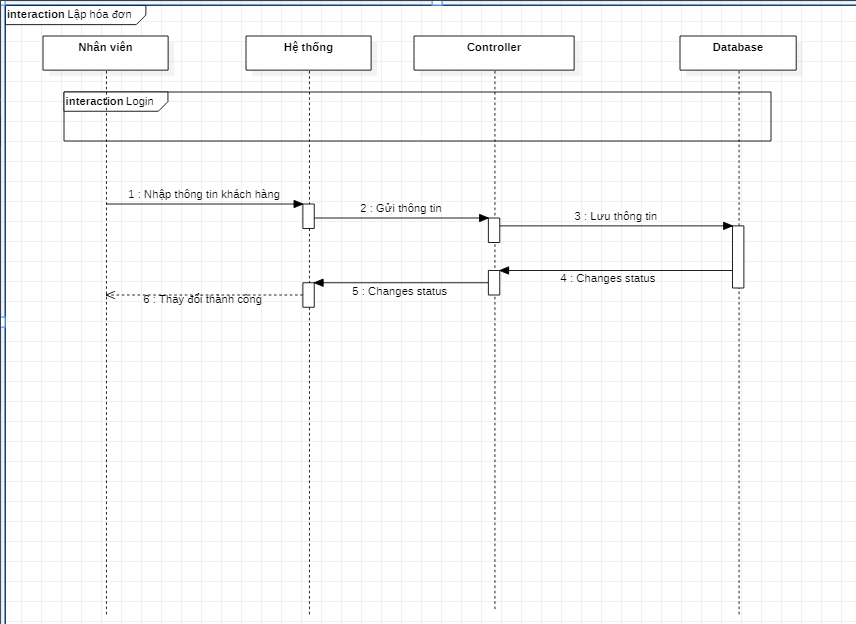 interaction Lập hóa đơn
Nhân viên
Hệ thống
Controller
Database
interaction Login
1 : Nhập thông tin khách hàng
2 : Gửi thông tin
3 : Lưu thông tin
4 : Changes status
5 : Changes status
6 : Thay đổi thành công